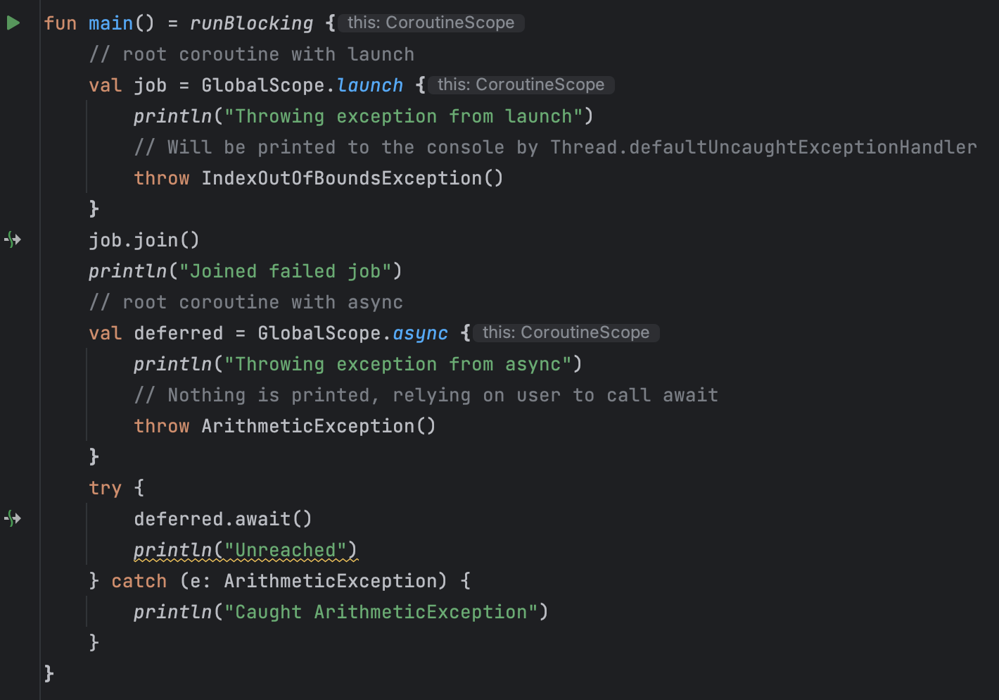 fun main() = runBlocking { this: CoroutineScope
    // root coroutine with launch
    val job = GlobalScope.launch { this: CoroutineScope
        println("Throwing exception from launch")
        // Will be printed to the console by Thread.defaultUncaughtExceptionHandler
        throw IndexOutOfBoundsException()
    }
    job.join()
    println("Joined failed job")
    // root coroutine with async
    val deferred = GlobalScope.async { this: CoroutineScope
        println("Throwing exception from async")
        // Nothing is printed, relying on user to call await
        throw ArithmeticException()
    }
    try {
        deferred.await()
        println("Unreached")
    } catch (e: ArithmeticException) {
        println("Caught ArithmeticException")
    }
}